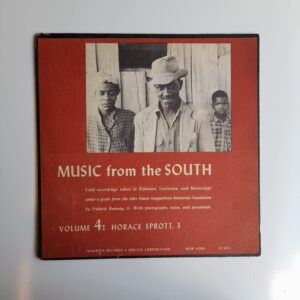 MUSIC from the SOUTH
Field recordings taken in Alabama, Louisiana, and Mississippi
under a grant from the John Simon Guggenheim Memorial Foundation
by Frederic Ramsey, Jr. With photographs, notes, and personnels.
VOLUME 4: HORACE SPROTT, 3
FOLKWAYS RECORDS & SERVICE CORPORATION NEW YORK